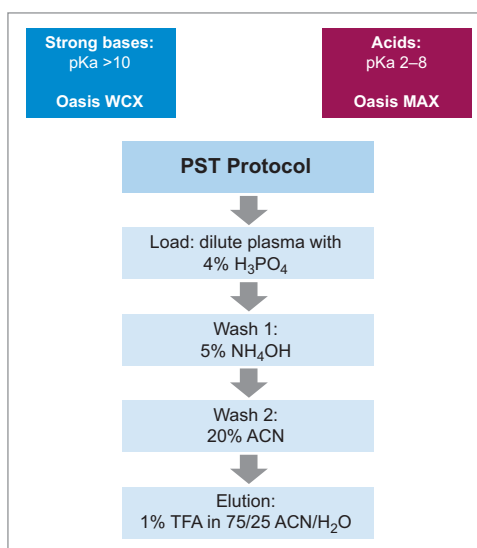 Strong bases:
pKa >10
Oasis WCX
Acids:
pKa 2–8
Oasis MAX
PST Protocol
Load: dilute plasma with
4% H₃PO₄
Wash 1:
5% NH₄OH
Wash 2:
20% ACN
Elution:
1% TFA in 75/25 ACN/H₂O